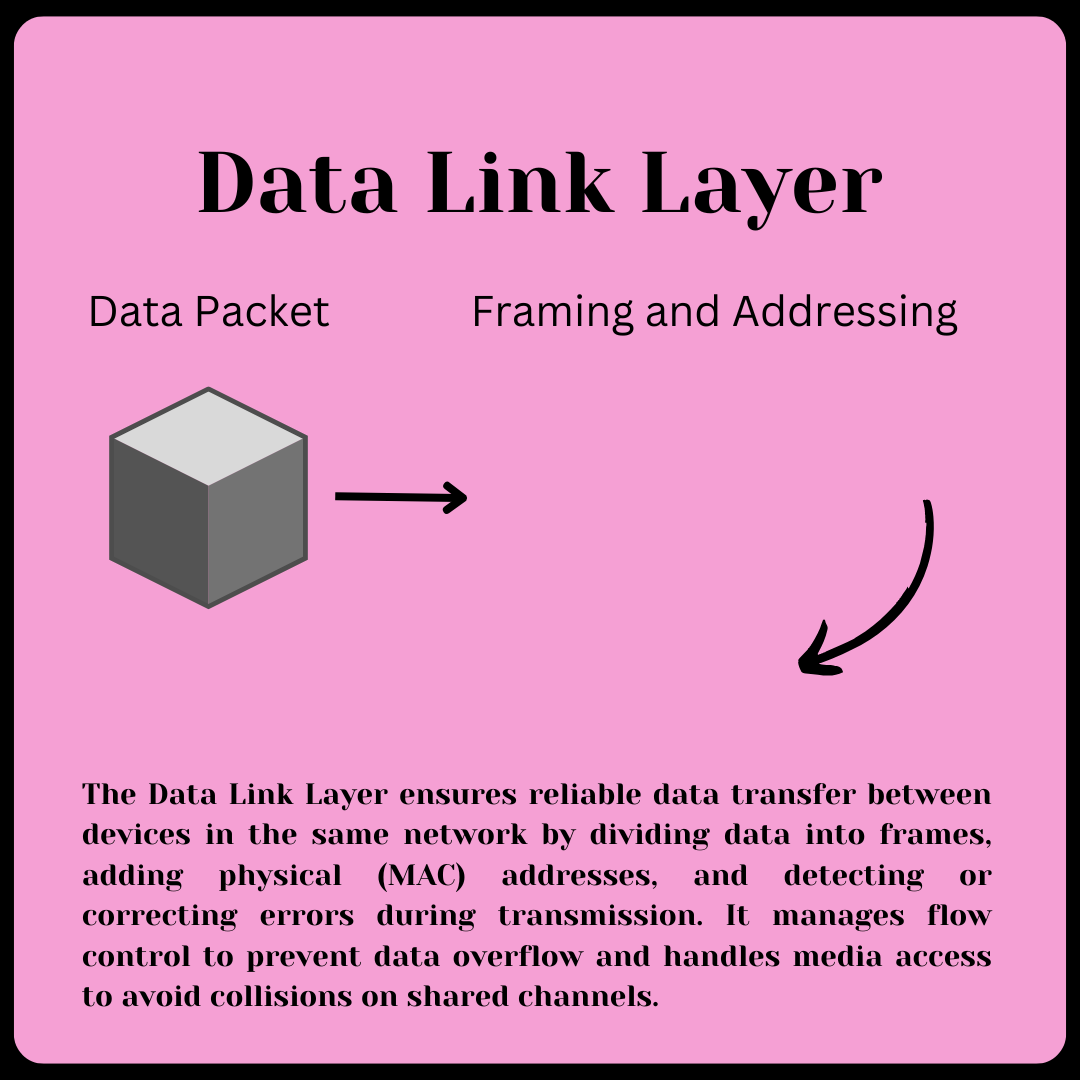 Data Link Layer
Data Packet
Framing and Addressing
The Data Link Layer ensures reliable data transfer between
devices in the same network by dividing data into frames,
adding physical (MAC) addresses, and detecting or
correcting errors during transmission. It manages flow
control to prevent data overflow and handles media access
to avoid collisions on shared channels.